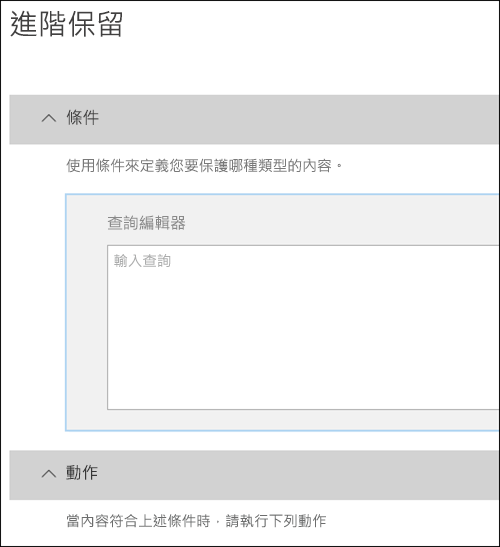 進階保留
條件
使用條件來定義您要保護哪種類型的內容。
查詢編輯器
輸入查詢
動作
當內容符合上述條件時，請執行下列動作